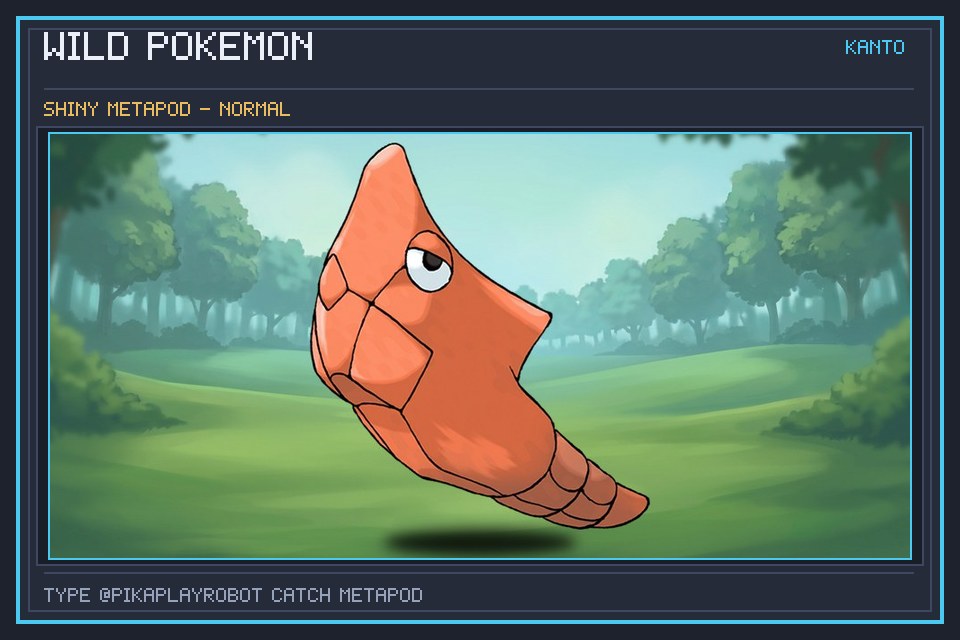 WILD POKEMON
KANTO
SHINY METAPOD - NORMAL
TYPE @PIKAPLAYROBOT CATCH METAPOD